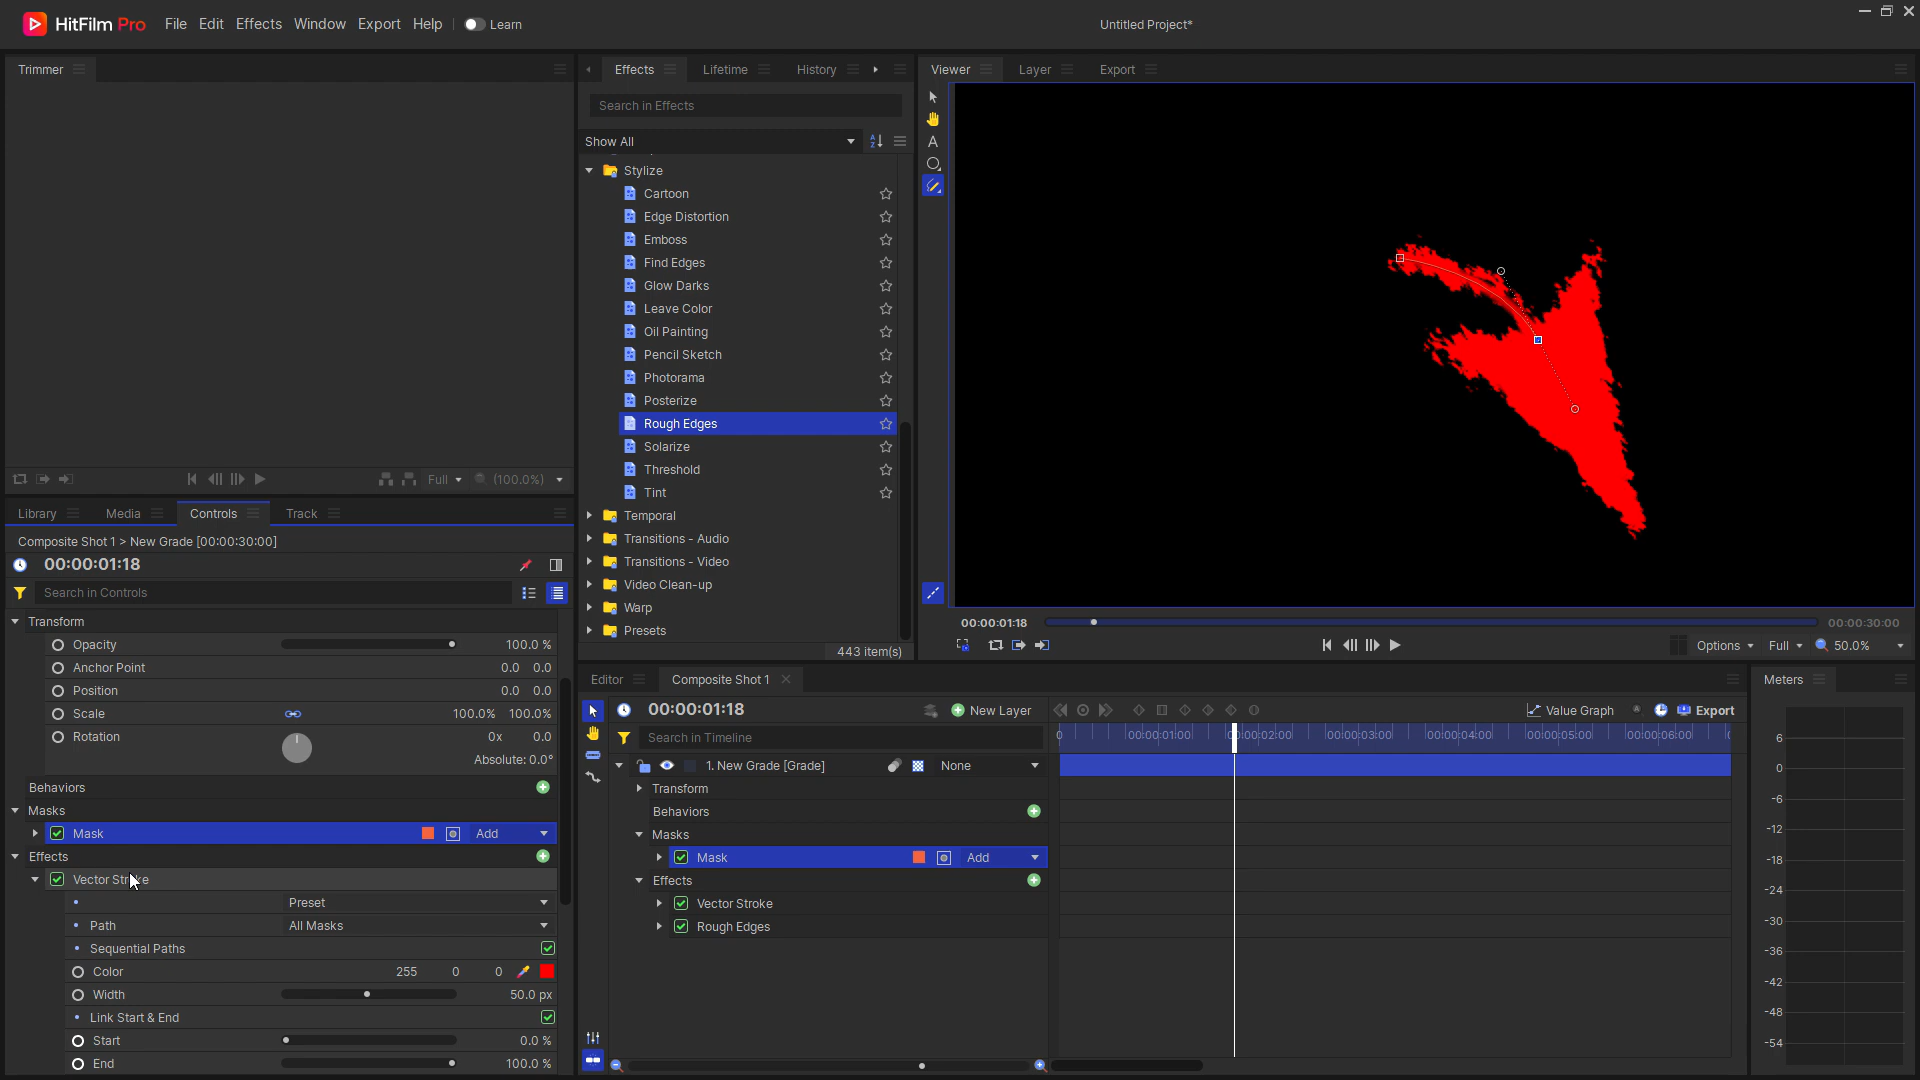 HitFilm Pro File Edit Effects Window Export Help Learn Untitled Project*
Trimmer
Full (100.0%)
Effects Lifetime History
Search in Effects
Show All
Stylize
Cartoon
Edge Distortion
Emboss
Find Edges
Glow Darks
Leave Color
Oil Painting
Pencil Sketch
Photorama
Posterize
Rough Edges
Solarize
Threshold
Tint
Temporal
Transitions - Audio
Transitions - Video
Video Clean-up
Warp
Presets
443 item(s)
Viewer Layer Export
A
00:00:01:18 00:00:30:00
Options Full 50.0%
Library Media Controls Track
Composite Shot 1 > New Grade [00:00:30:00]
00:00:01:18
Search in Controls
Transform
Opacity 100.0 %
Anchor Point 0.0 0.0
Position 0.0 0.0
Scale 100.0% 100.0%
Rotation 0x 0.0
Absolute: 0.0°
Behaviors
Masks
Mask Add
Effects
Vector Stroke
Preset
Path All Masks
Sequential Paths
Color 255 0 0
Width 50.0 px
Link Start & End
Start 0.0 %
End 100.0 %
Editor Composite Shot 1
00:00:01:18 New Layer Value Graph Export
Search in Timeline
0 00:00:01:00 00:00:02:00 00:00:03:00 00:00:04:00 00:00:05:00 00:00:06:00
1. New Grade [Grade] None
Transform
Behaviors
Masks
Mask Add
Effects
Vector Stroke
Rough Edges
Meters
6
0
-6
-12
-18
-24
-30
-36
-42
-48
-54